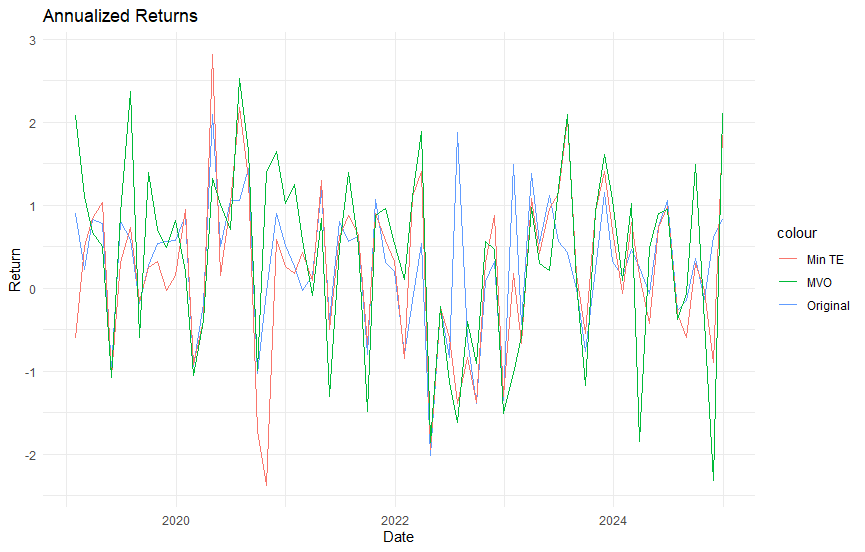 Annualized Returns
3
2
1
0
-1
-2
Return
2020
2022
2024
Date
colour
Min TE
MVO
Original